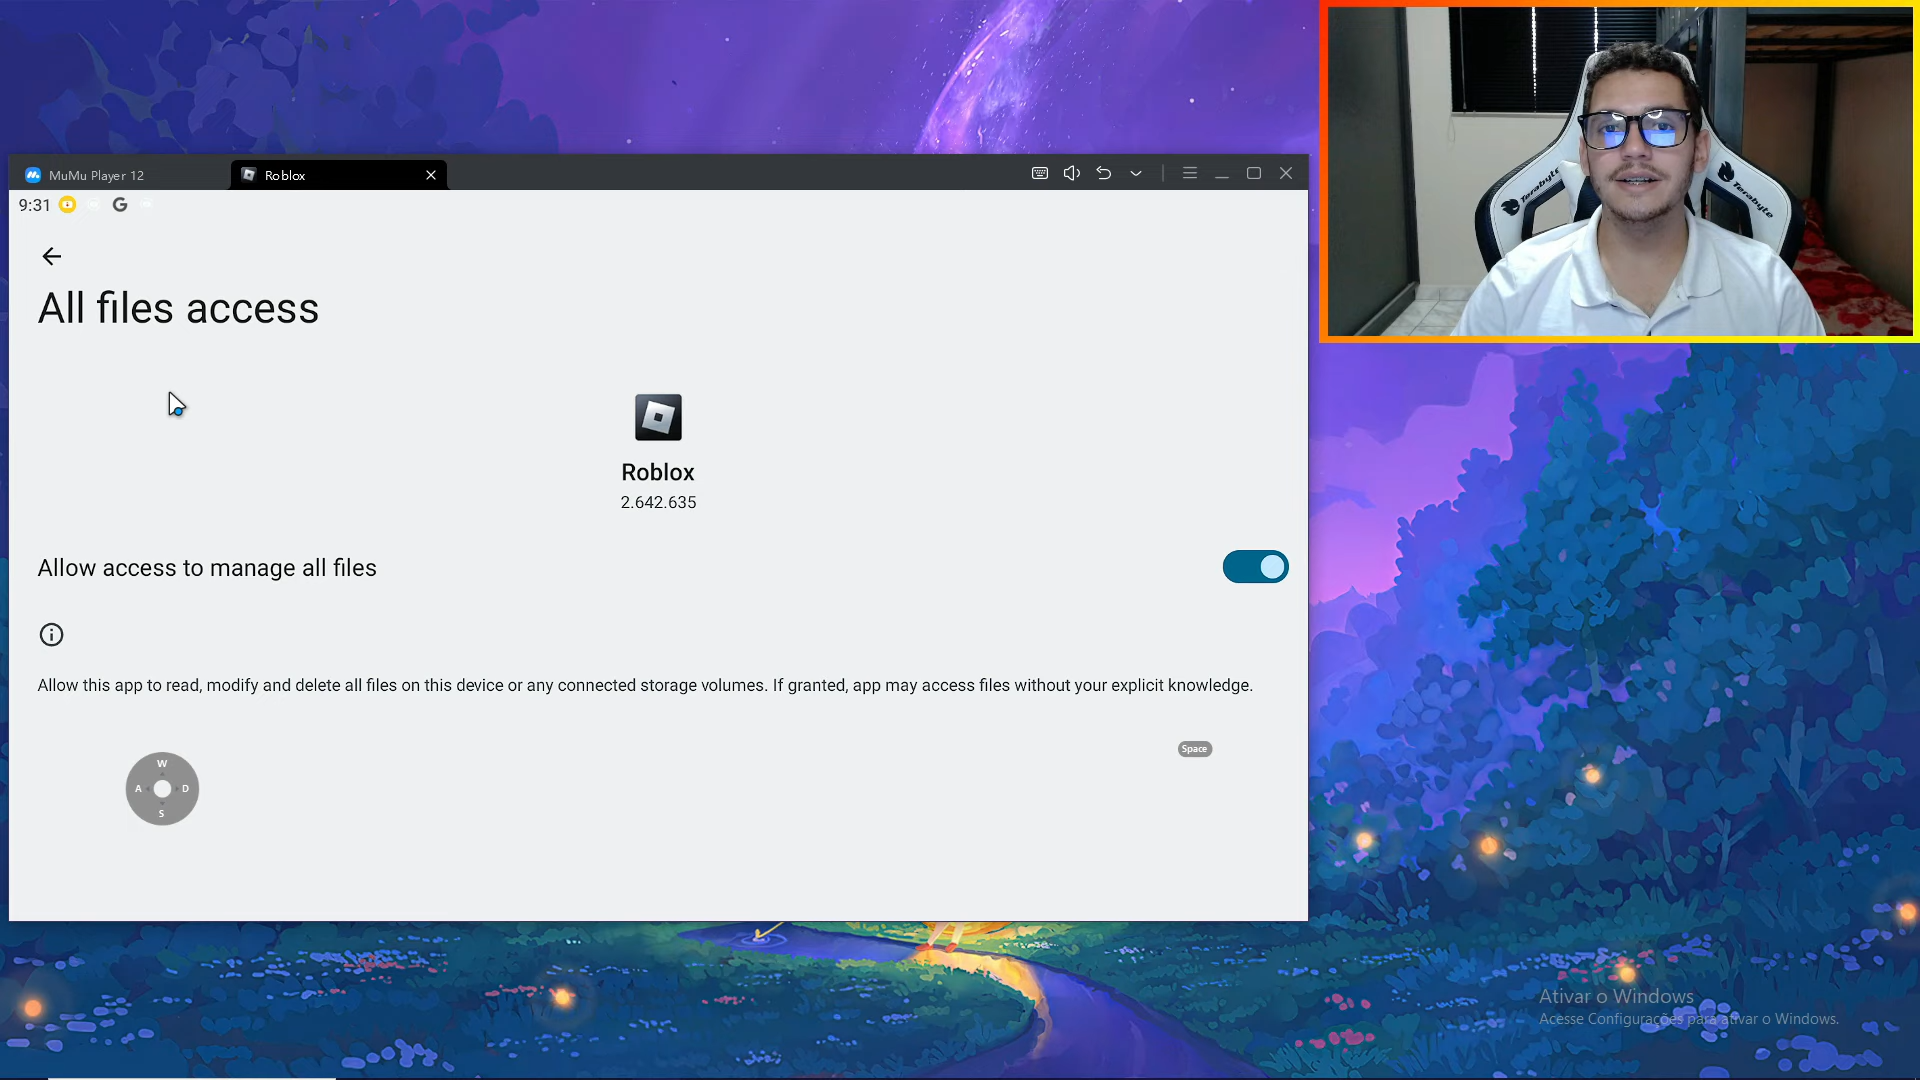 MuMu Player 12
Roblox
9:31
G
All files access
Roblox
2.642.635
Allow access to manage all files
Allow this app to read, modify and delete all files on this device or any connected storage volumes. If granted, app may access files without your explicit knowledge.
Space
W
A
D
S
Terabyte
Terabyte
Ativar o Windows
Acesse Configurações para ativar o Windows.